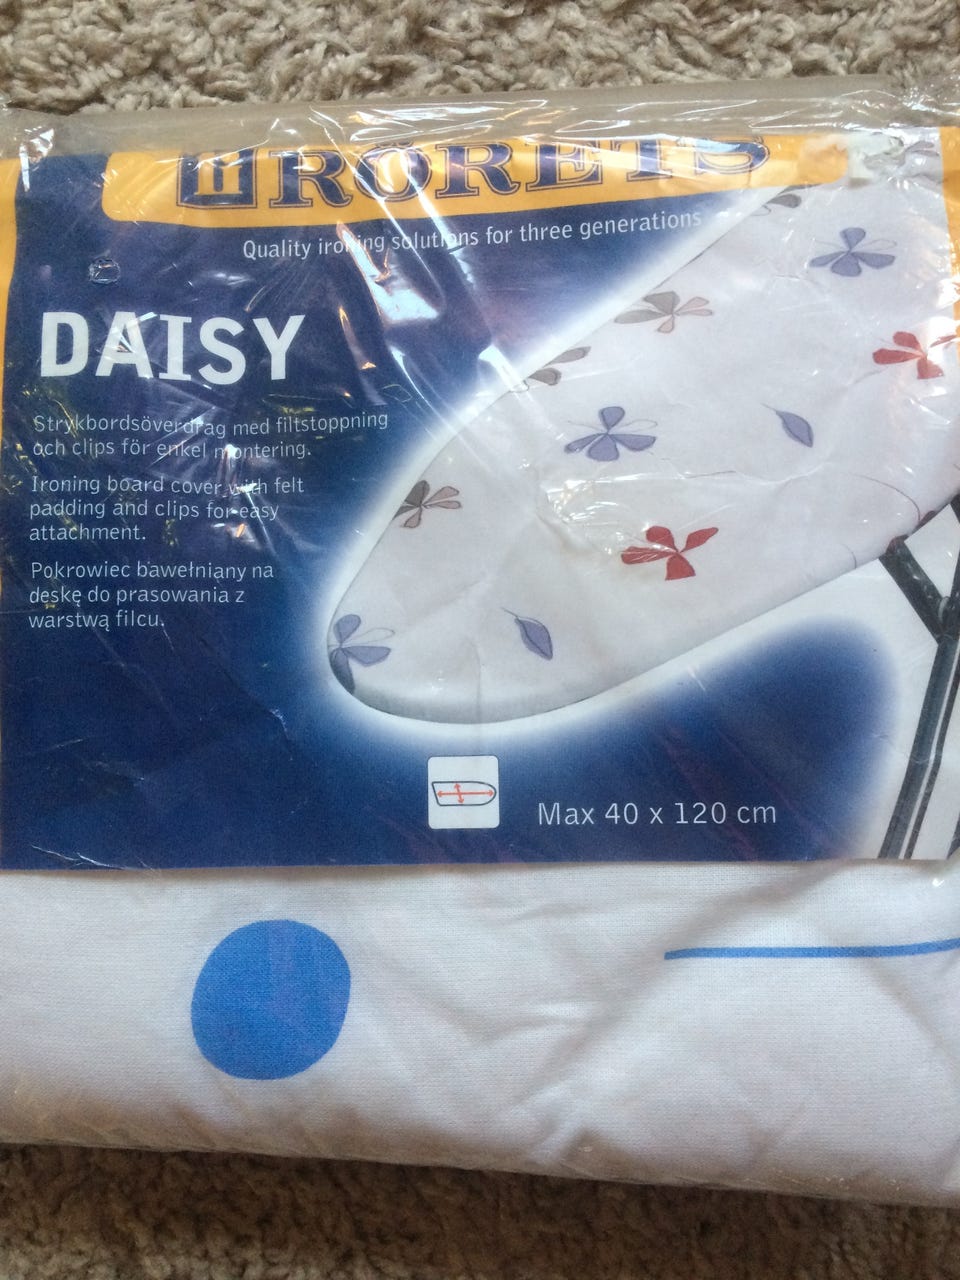 RÖRETS
Quality ironing solutions for three generations
DAISY
Strykbordsöverdrag med filtstoppning
och clips för enkel montering.
Ironing board cover with felt
padding and clips for easy
attachment.
Pokrowiec bawełniany na
deskę do prasowania z
warstwą filcu.
Max 40 x 120 cm